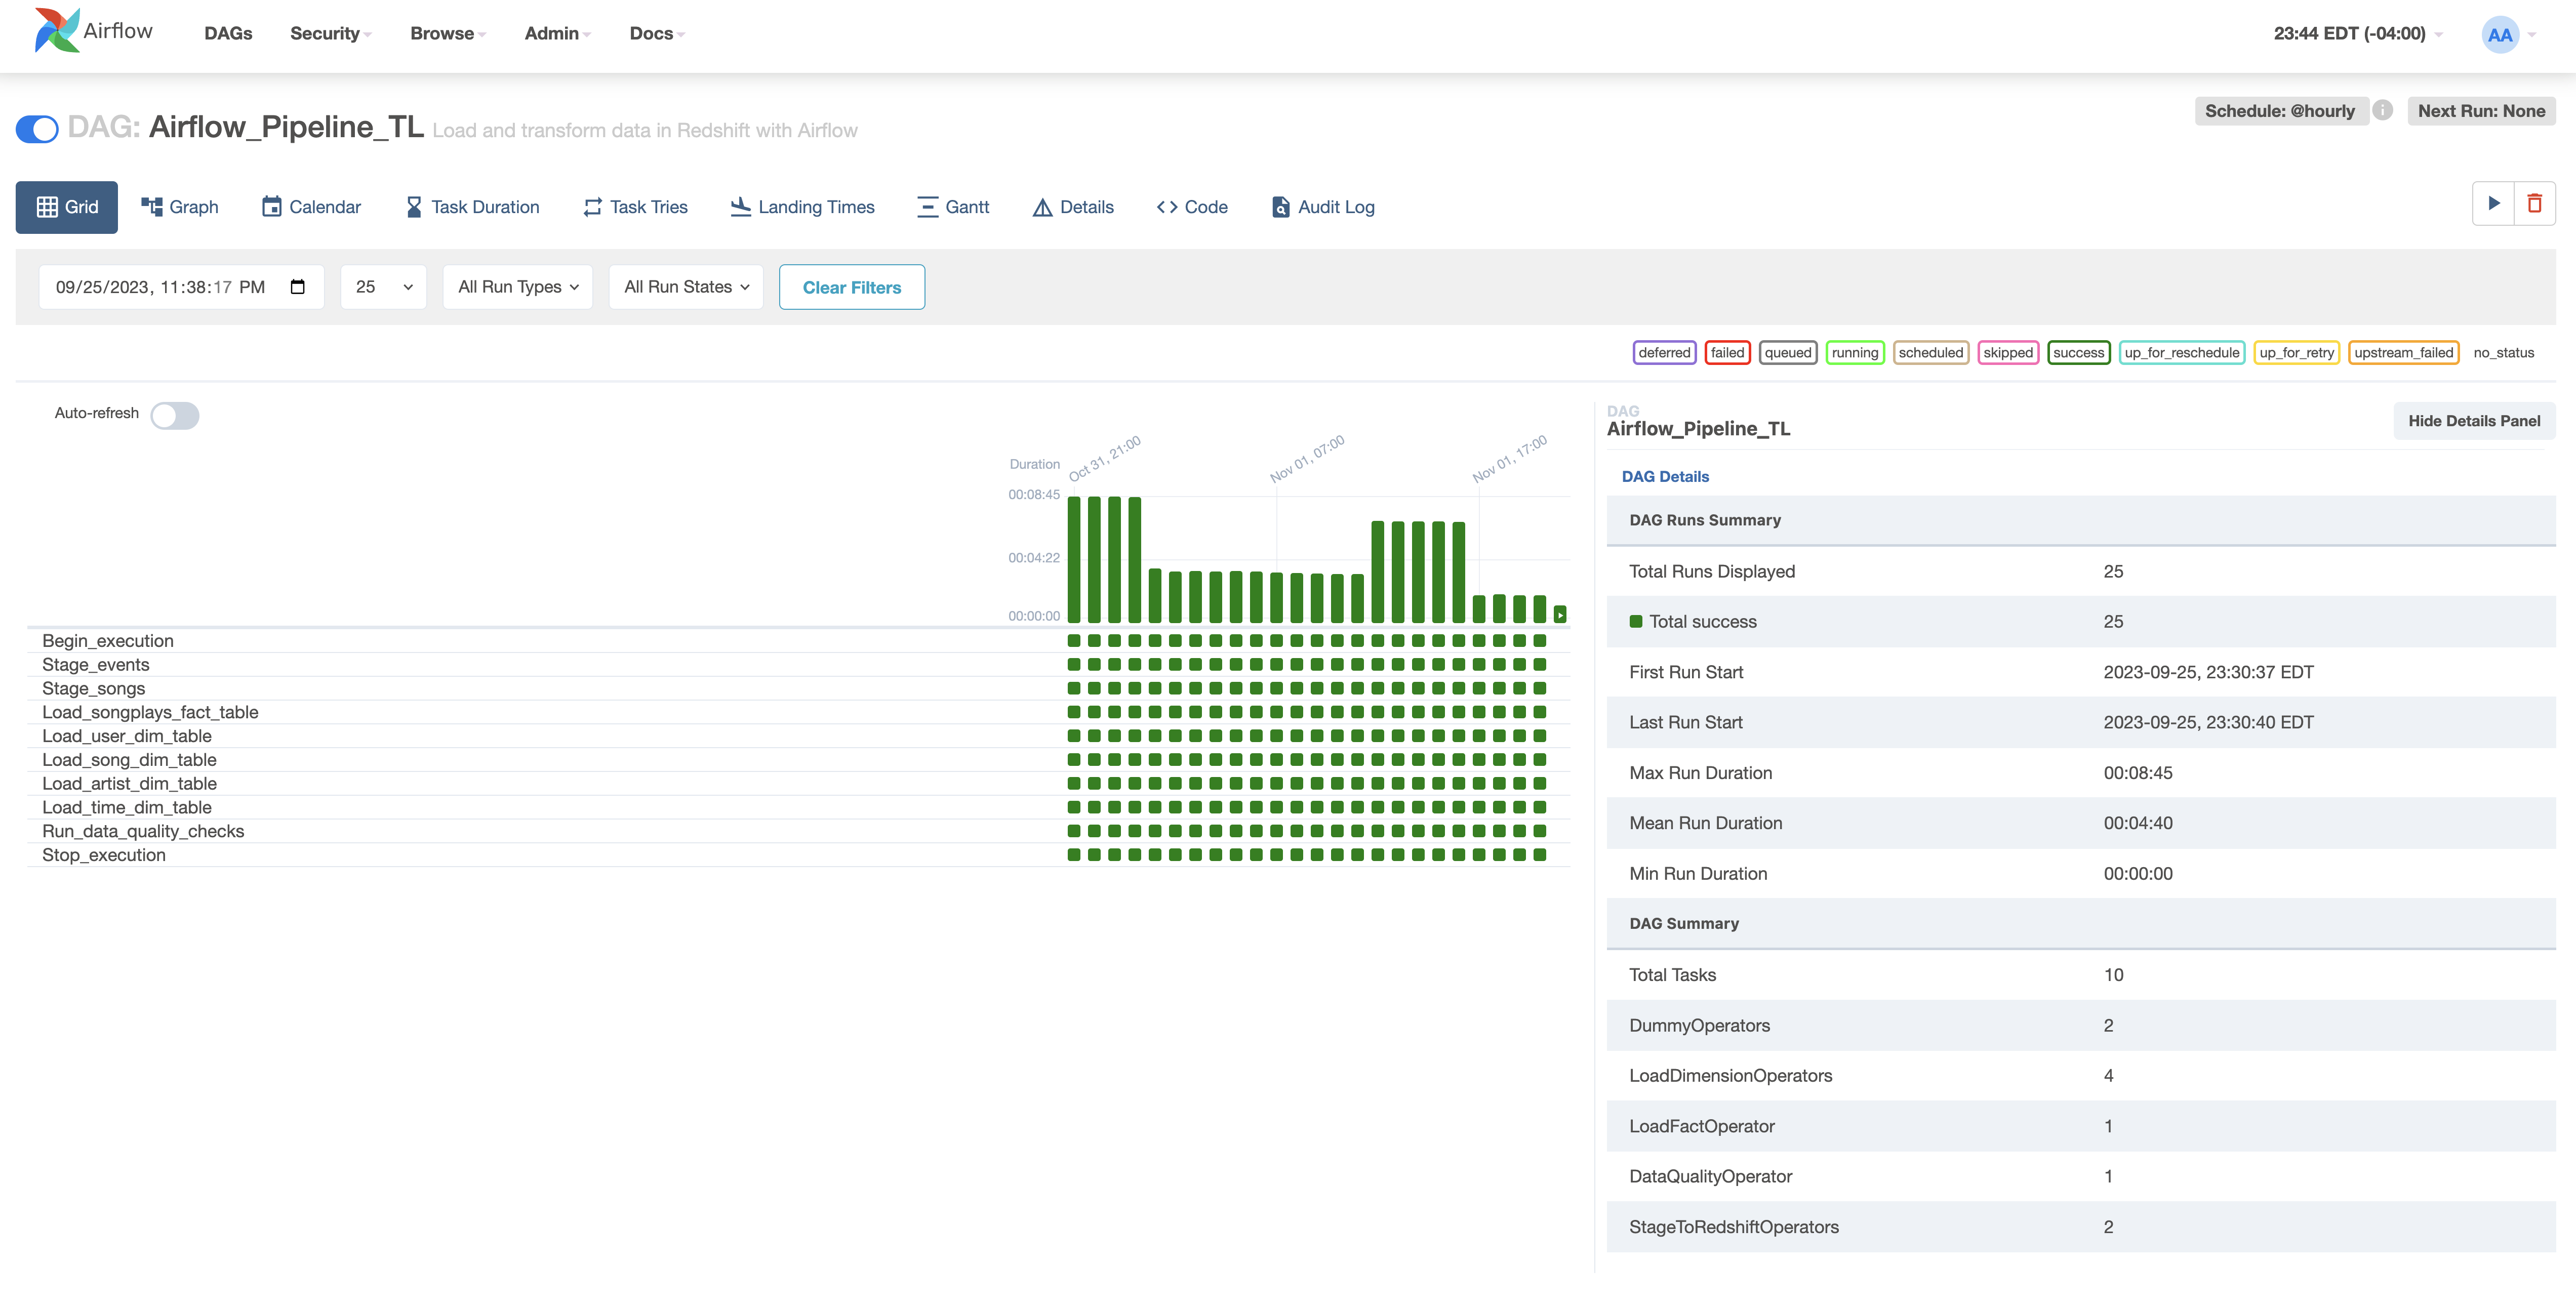 Airflow DAGs Security Browse Admin Docs 23:44 EDT (-04:00) AA
DAG: Airflow_Pipeline_TL Load and transform data in Redshift with Airflow
Schedule: @hourly i Next Run: None
Grid Graph Calendar Task Duration Task Tries Landing Times Gantt Details Code Audit Log
09/25/2023, 11:38:17 PM 25 All Run Types All Run States Clear Filters
deferred failed queued running scheduled skipped success up_for_reschedule up_for_retry upstream_failed no_status
Auto-refresh
Duration
Oct 31, 21:00
Nov 01, 07:00
Nov 01, 17:00
00:08:45
00:04:22
00:00:00
Begin_execution
Stage_events
Stage_songs
Load_songplays_fact_table
Load_user_dim_table
Load_song_dim_table
Load_artist_dim_table
Load_time_dim_table
Run_data_quality_checks
Stop_execution
DAG
Airflow_Pipeline_TL
Hide Details Panel
DAG Details
DAG Runs Summary
Total Runs Displayed 25
Total success 25
First Run Start 2023-09-25, 23:30:37 EDT
Last Run Start 2023-09-25, 23:30:40 EDT
Max Run Duration 00:08:45
Mean Run Duration 00:04:40
Min Run Duration 00:00:00
DAG Summary
Total Tasks 10
DummyOperators 2
LoadDimensionOperators 4
LoadFactOperator 1
DataQualityOperator 1
StageToRedshiftOperators 2